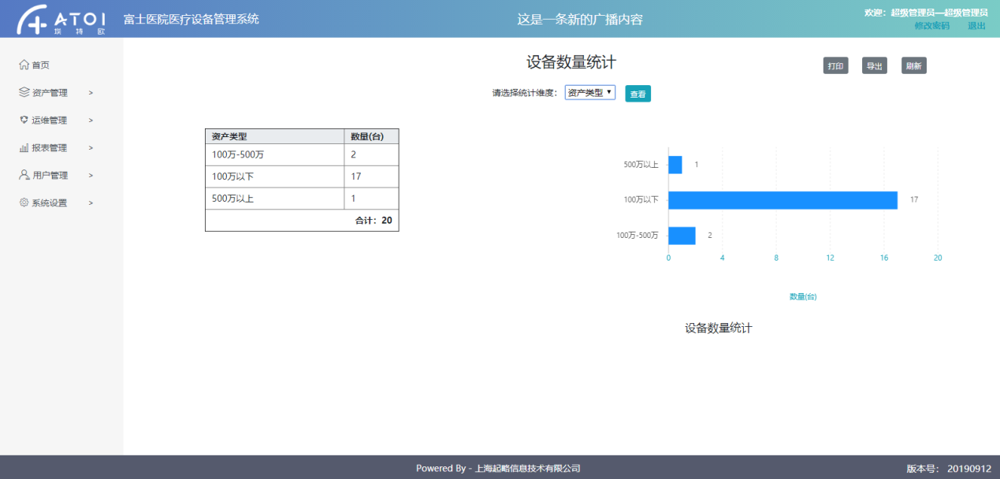 ATOI
埃特欧
富士医院医疗设备管理系统
这是一条新的广播内容
欢迎：超级管理员—超级管理员
修改密码 退出
首页
资产管理 >
运维管理 >
报表管理 >
用户管理 >
系统设置 >
设备数量统计
打印 导出 刷新
请选择统计维度： 资产类型 查看
资产类型 数量(台)
100万-500万 2
100万以下 17
500万以上 1
合计：20
500万以上 1
100万以下 17
100万-500万 2
0 4 8 12 16 20
数量(台)
设备数量统计
Powered By - 上海起略信息技术有限公司
版本号： 20190912